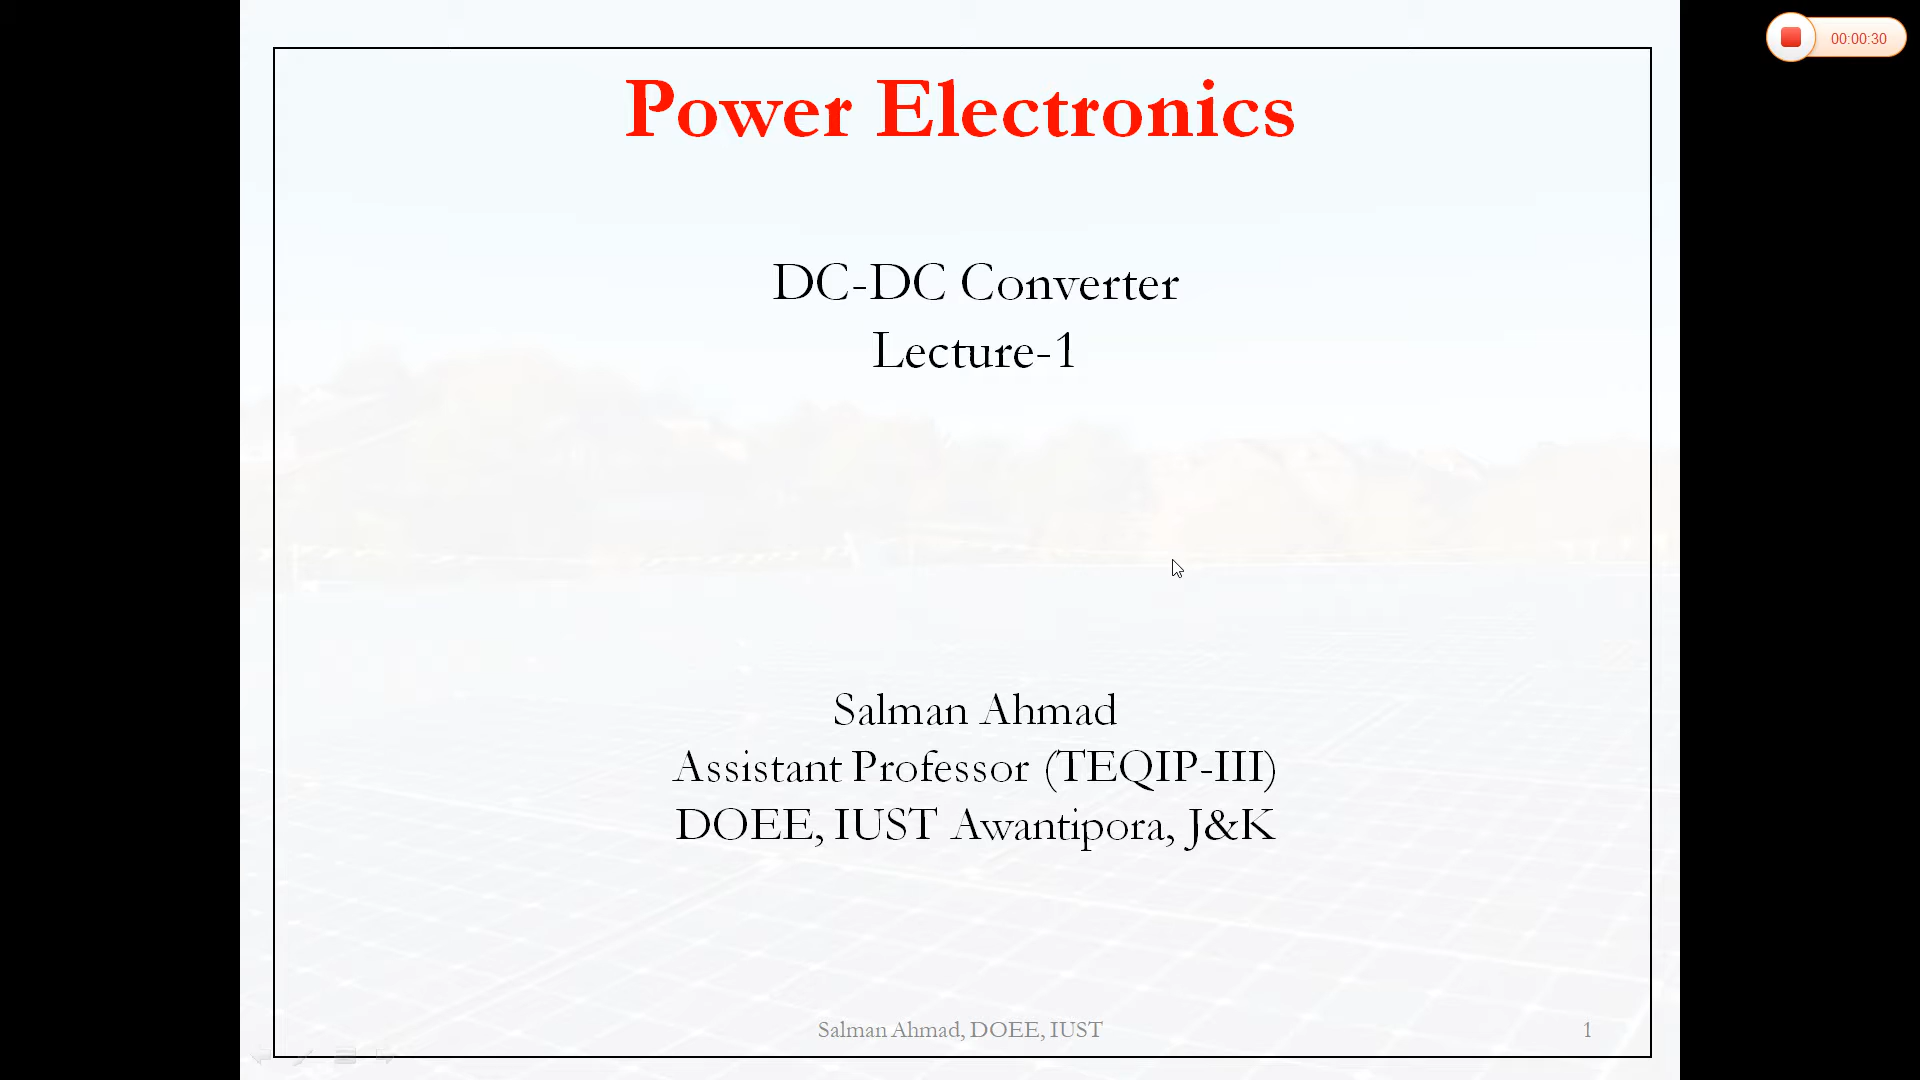 00:00:30
Power Electronics
DC-DC Converter
Lecture-1
Salman Ahmad
Assistant Professor (TEQIP-III)
DOEE, IUST Awantipora, J&K
Salman Ahmad, DOEE, IUST
1